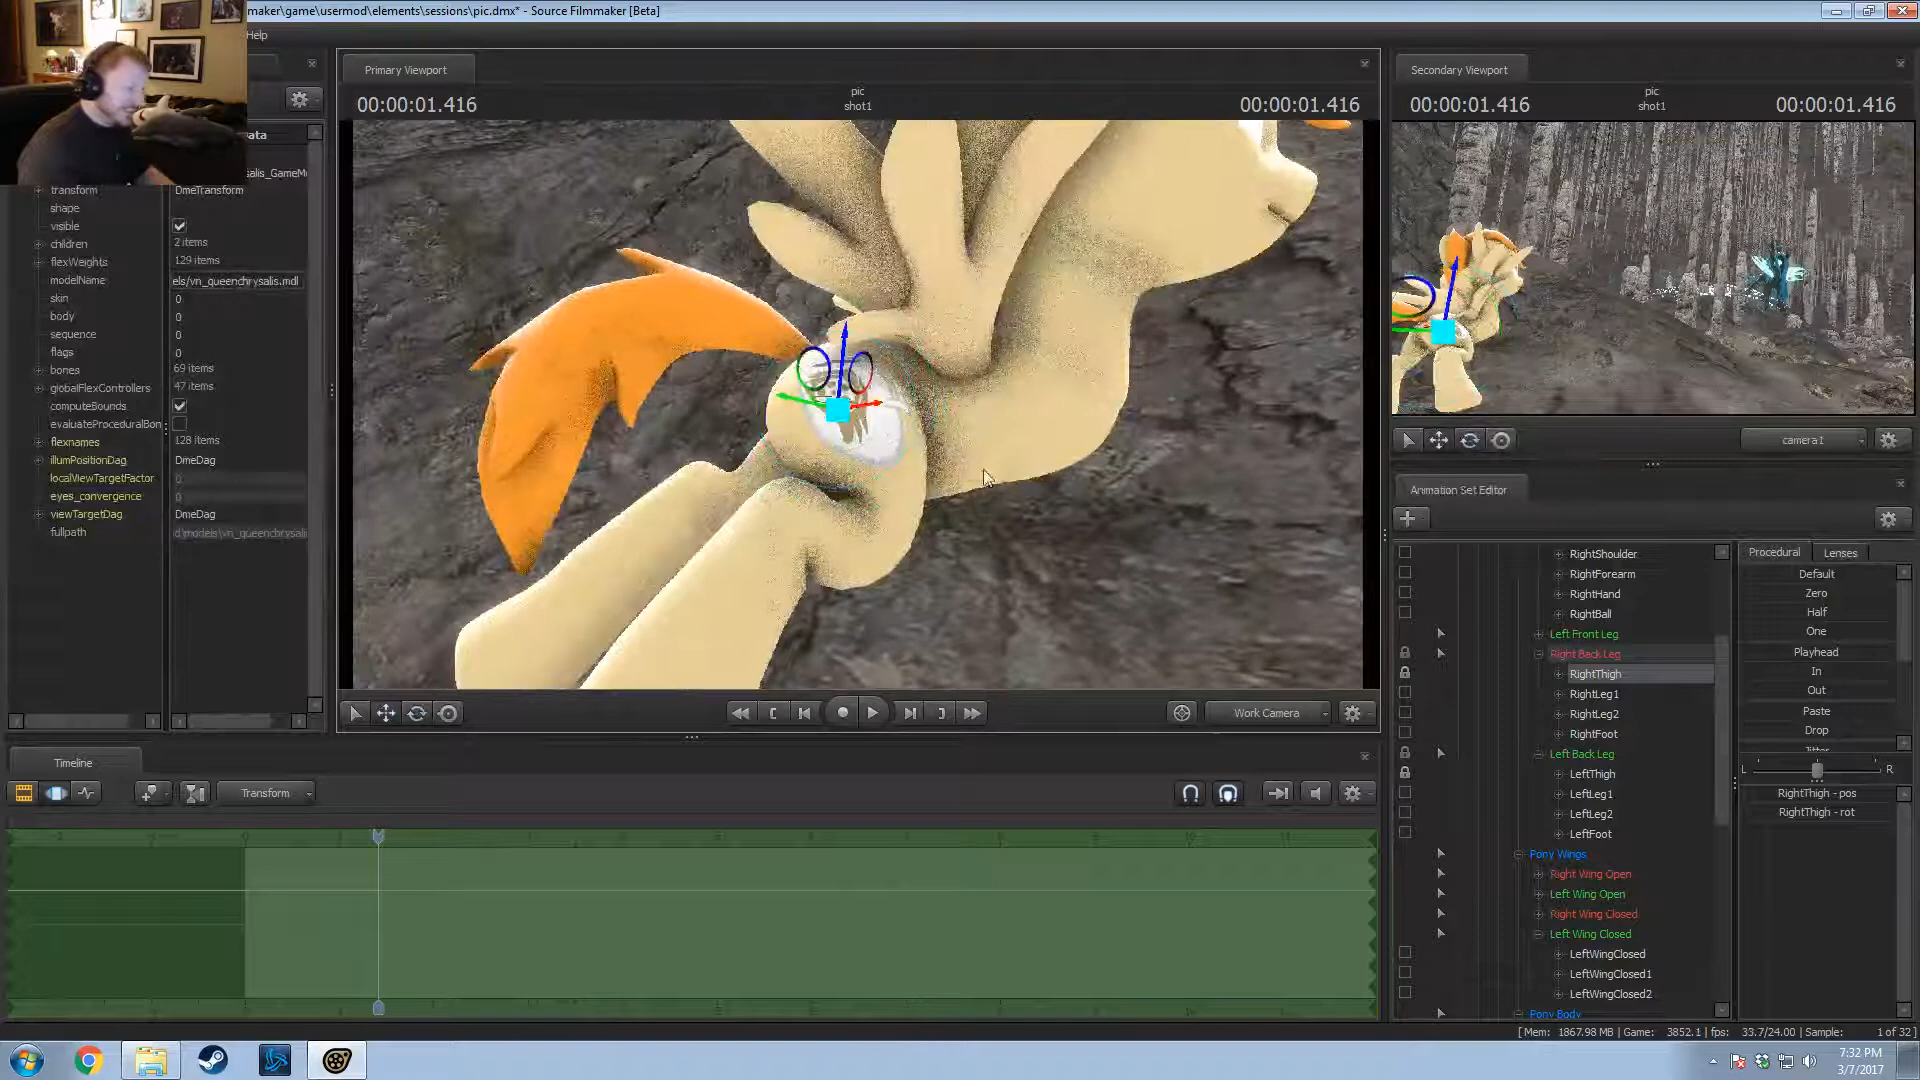 maker\game\usermod\elements\sessions\pic.dmx* - Source Filmmaker [Beta]
Help
Primary Viewport
Secondary Viewport
00:00:01.416
pic
shot1
00:00:01.416
00:00:01.416
pic
shot1
00:00:01.416
ata
salis_GameMo
transform
DmeTransform
shape
visible
children
2 items
flexWeights
129 items
modelName
els/vn_queenchrysalis.mdl
skin
0
body
0
sequence
0
flags
0
bones
69 items
globalFlexControllers
47 items
computeBounds
evaluateProceduralBon
flexnames
128 items
illumPositionDag
DmeDag
localViewTargetFactor
0
eyes_convergence
0
viewTargetDag
DmeDag
fullpath
d\models\vn_queenchrysalis
camera1
Animation Set Editor
RightShoulder
RightForearm
RightHand
RightBall
Left Front Leg
Right Back Leg
RightThigh
RightLeg1
RightLeg2
RightFoot
Left Back Leg
LeftThigh
LeftLeg1
LeftLeg2
LeftFoot
Pony Wings
Right Wing Open
Left Wing Open
Right Wing Closed
Left Wing Closed
LeftWingClosed
LeftWingClosed1
LeftWingClosed2
Pony Body
Procedural
Lenses
Default
Zero
Half
One
Playhead
In
Out
Paste
Drop
Jitter
L
R
RightThigh - pos
RightThigh - rot
Work Camera
Timeline
Transform
[ Mem: 1867.98 MB | Game: 3852.1 | fps: 33.7/24.00 | Sample: 1 of 32 ]
7:32 PM
3/7/2017